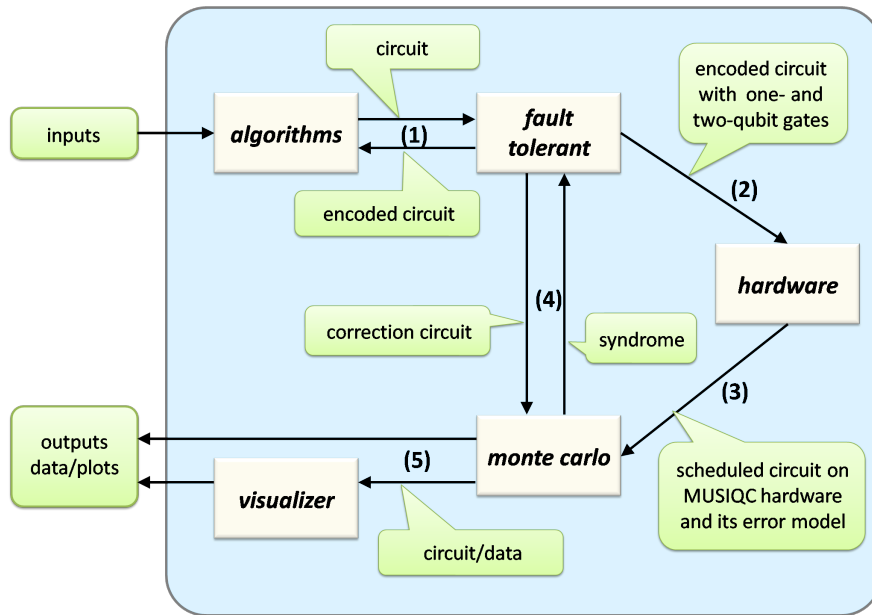 circuit
encoded circuit
with one- and
two-qubit gates
inputs
algorithms
(1)
fault
tolerant
encoded circuit
(2)
hardware
(4)
correction circuit
syndrome
(3)
outputs
data/plots
(5)
monte carlo
scheduled circuit on
MUSIQC hardware
and its error model
visualizer
circuit/data